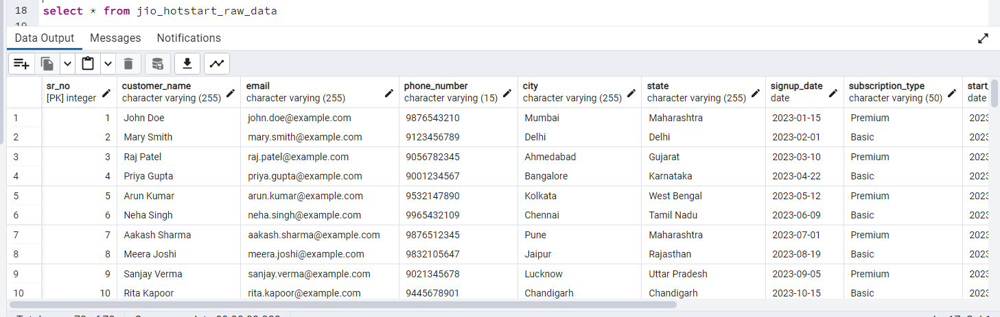 18 select * from jio_hotstart_raw_data
Data Output Messages Notifications
sr_no customer_name email phone_number city state signup_date subscription_type start_
[PK] integer character varying (255) character varying (255) character varying (15) character varying (255) character varying (255) date character varying (50) date
1 1 John Doe john.doe@example.com 9876543210 Mumbai Maharashtra 2023-01-15 Premium 2023
2 2 Mary Smith mary.smith@example.com 9123456789 Delhi Delhi 2023-02-01 Basic 2023
3 3 Raj Patel raj.patel@example.com 9056782345 Ahmedabad Gujarat 2023-03-10 Premium 2023
4 4 Priya Gupta priya.gupta@example.com 9001234567 Bangalore Karnataka 2023-04-22 Basic 2023
5 5 Arun Kumar arun.kumar@example.com 9532147890 Kolkata West Bengal 2023-05-12 Premium 2023
6 6 Neha Singh neha.singh@example.com 9965432109 Chennai Tamil Nadu 2023-06-09 Basic 2023
7 7 Aakash Sharma aakash.sharma@example.com 9876512345 Pune Maharashtra 2023-07-01 Premium 2023
8 8 Meera Joshi meera.joshi@example.com 9832105647 Jaipur Rajasthan 2023-08-19 Basic 2023
9 9 Sanjay Verma sanjay.verma@example.com 9021345678 Lucknow Uttar Pradesh 2023-09-05 Premium 2023
10 10 Rita Kapoor rita.kapoor@example.com 9445678901 Chandigarh Chandigarh 2023-10-15 Basic 2023